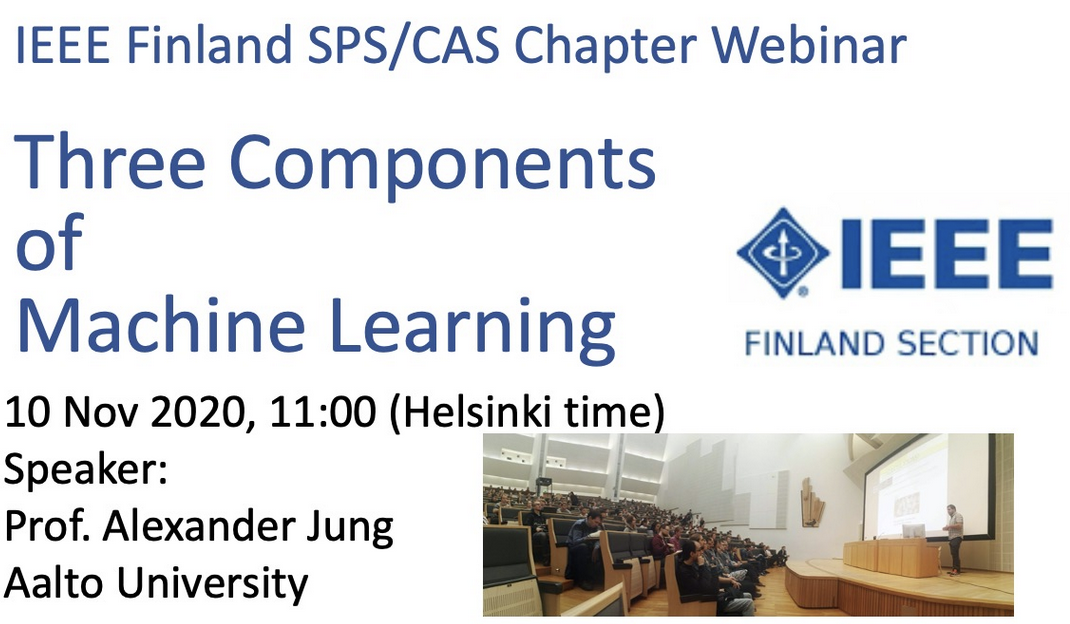 IEEE Finland SPS/CAS Chapter Webinar
Three Components
of
Machine Learning
IEEE
FINLAND SECTION
10 Nov 2020, 11:00 (Helsinki time)
Speaker:
Prof. Alexander Jung
Aalto University